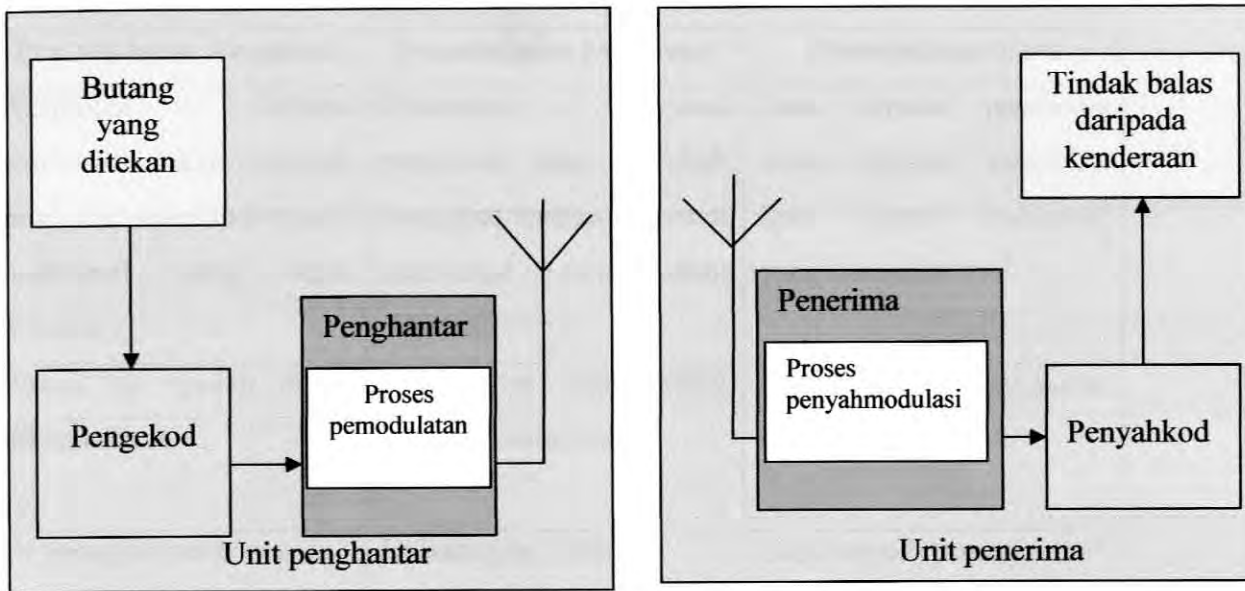 Butang
yang
ditekan
Pengekod
Penghantar
Proses
pemodulatan
Unit penghantar
Penerima
Proses
penyahmodulasi
Penyahkod
Tindak balas
daripada
kenderaan
Unit penerima